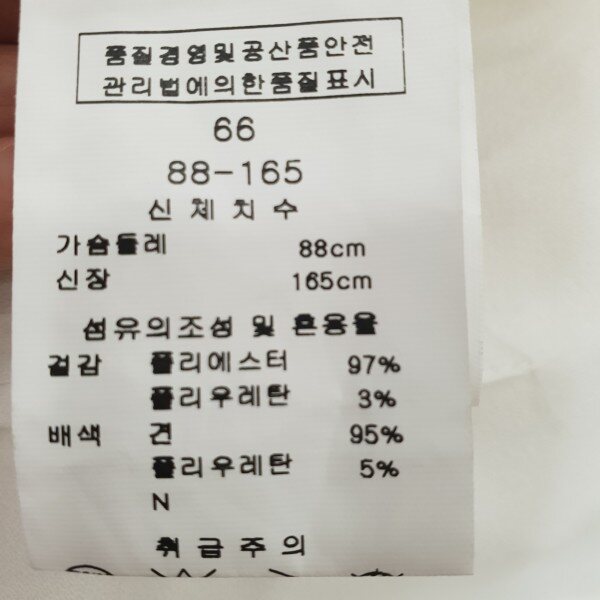 품질경영및공산품안전
관리법에의한품질표시
66
88-165
신체치수
가슴둘레 88cm
신장 165cm
섬유의조성 및 혼용율
겉감 폴리에스터 97%
폴리우레탄 3%
배색 견 95%
폴리우레탄 5%
N
취급주의